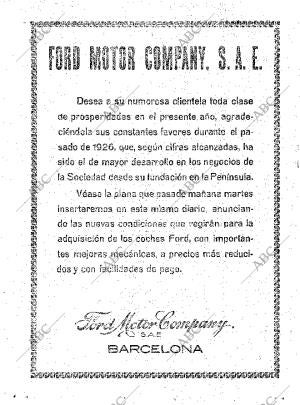 FORD MOTOR COMPANY, S. A. E.
Desea a su numerosa clientela toda clase
de prosperidades en el presente año, agrade-
ciéndola sus constantes favores durante el pa-
sado de 1926, que, según cifras alcanzadas, ha
sido el de mayor desarrollo en los negocios de
la Sociedad desde su fundación en la Península.
Véase la plana que pasado mañana martes
insertaremos en este mismo diario, anuncian-
do las nuevas condiciones que regirán para la
adquisición de los coches Ford, con importan-
tes mejoras mecánicas, a precios más reduci-
dos y con facilidades de pago.
Ford Motor Company.
S.A.E.
BARCELONA